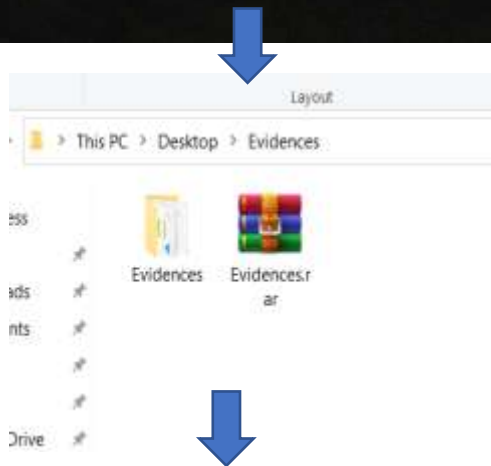 Layout
> This PC > Desktop > Evidences
ess
Evidences
Evidences.r
ar
ads
nts
Drive